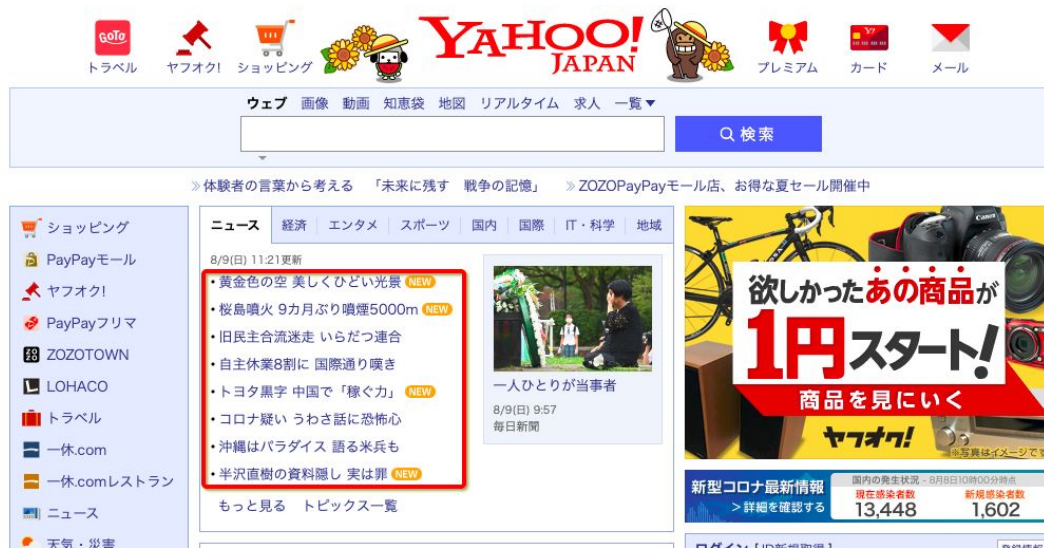 GoTo
トラベル
ヤフオク!
ショッピング
YAHOO!
JAPAN
プレミアム
カード
メール
ウェブ 画像 動画 知恵袋 地図 リアルタイム 求人 一覧▼
検索
≫体験者の言葉から考える 「未来に残す 戦争の記憶」 ≫ZOZOPayPayモール店、お得な夏セール開催中
ショッピング
PayPayモール
ヤフオク!
PayPayフリマ
ZOZOTOWN
LOHACO
トラベル
一休.com
一休.comレストラン
ニュース
天気・災害
ニュース 経済 エンタメ スポーツ 国内 国際 IT・科学 地域
8/9(日) 11:21更新
・黄金色の空 美しくひどい光景 NEW
・桜島噴火 9カ月ぶり噴煙5000m NEW
・旧民主合流迷走 いらだつ連合
・自主休業8割に 国際通り嘆き
・トヨタ黒字 中国で「稼ぐ力」 NEW
・コロナ疑い うわさ話に恐怖心
・沖縄はパラダイス 語る米兵も
・半沢直樹の資料隠し 実は罪 NEW
もっと見る トピックス一覧
一人ひとりが当事者
8/9(日) 9:57
毎日新聞
Canon
欲しかったあの商品が
1円スタート!
商品を見にいく
ヤフオク!
※写真はイメージです
新型コロナ最新情報
>詳細を確認する
国内の発生状況 - 8月8日10時00分時点
現在感染者数
13,448
新規感染者数
1,602
ログイン [ID新規取得]
登録情報